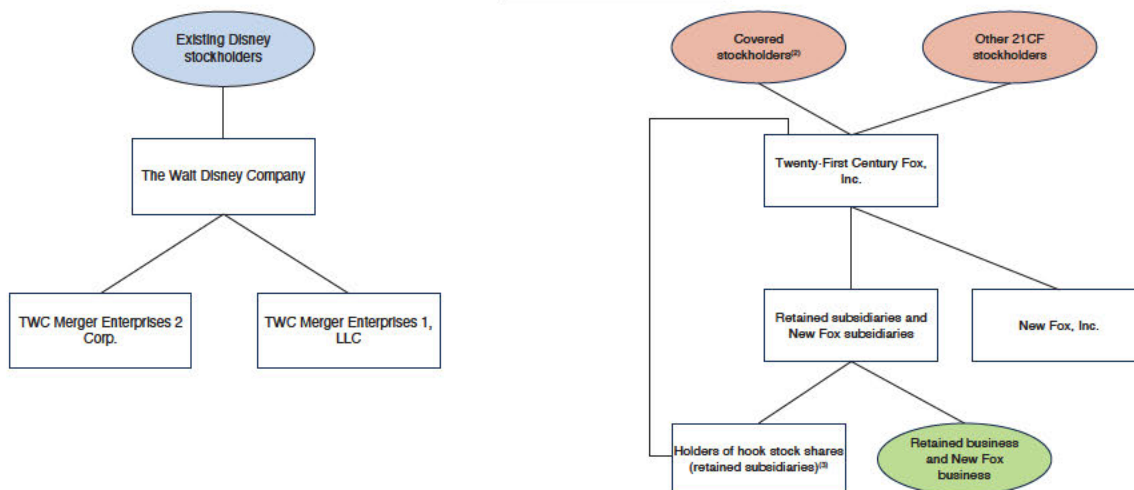 Existing Disney
stockholders
The Walt Disney Company
TWC Merger Enterprises 2
Corp.
TWC Merger Enterprises 1,
LLC
Covered
stockholders(2)
Other 21CF
stockholders
Twenty-First Century Fox,
Inc.
Retained subsidiaries and
New Fox subsidiaries
New Fox, Inc.
Holders of hook stock shares
(retained subsidiaries)(3)
Retained business
and New Fox
business